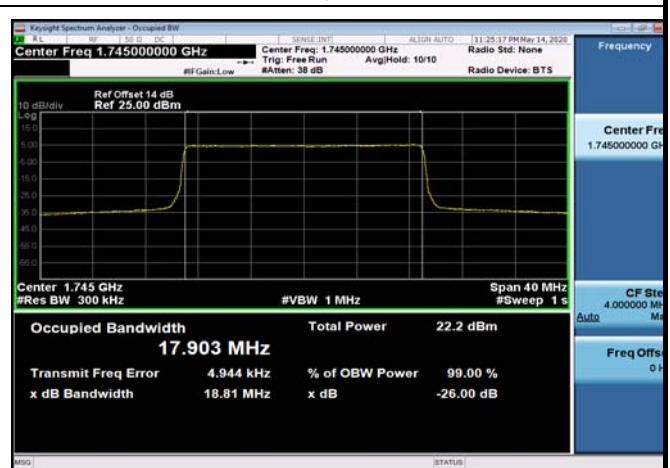 Keysight Spectrum Analyzer - Occupied BW
RL RF 50 Ω DC SENSE:INT ALIGN AUTO 11:25:17 PM May 14, 2020
Center Freq 1.745000000 GHz Center Freq: 1.745000000 GHz Radio Std: None Frequency
Trig: Free Run Avg|Hold: 10/10
#IFGain:Low #Atten: 38 dB Radio Device: BTS
Ref Offset 14 dB
10 dB/div Ref 25.00 dBm
Log
15.0
5.00
-5.00
-15.0
-25.0
-35.0
-45.0
-55.0
-65.0
Center Fre
1.745000000 GH
Center 1.745 GHz Span 40 MHz
#Res BW 300 kHz #VBW 1 MHz #Sweep 1 s
CF Ste
4.000000 MH
Auto Ma
Occupied Bandwidth Total Power 22.2 dBm
17.903 MHz
Transmit Freq Error 4.944 kHz % of OBW Power 99.00 %
x dB Bandwidth 18.81 MHz x dB -26.00 dB
Freq Offs
0 H
MSG STATUS